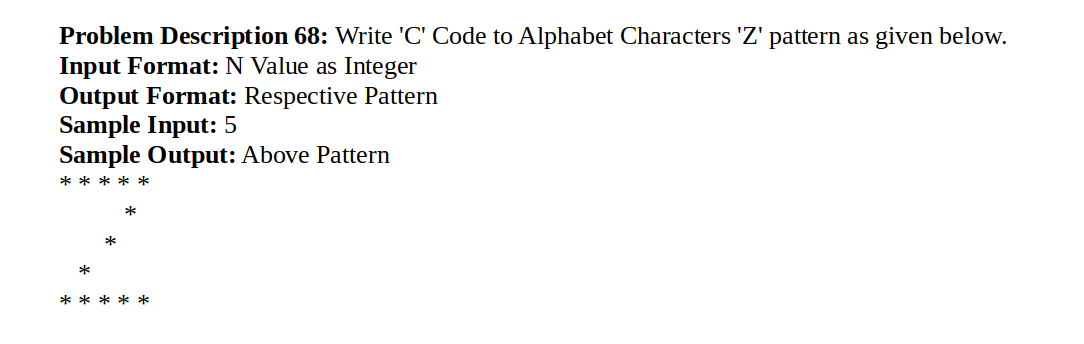 Problem Description 68: Write 'C' Code to Alphabet Characters 'Z' pattern as given below.
Input Format: N Value as Integer
Output Format: Respective Pattern
Sample Input: 5
Sample Output: Above Pattern
* * * * *
          *
       *
   *
* * * * *